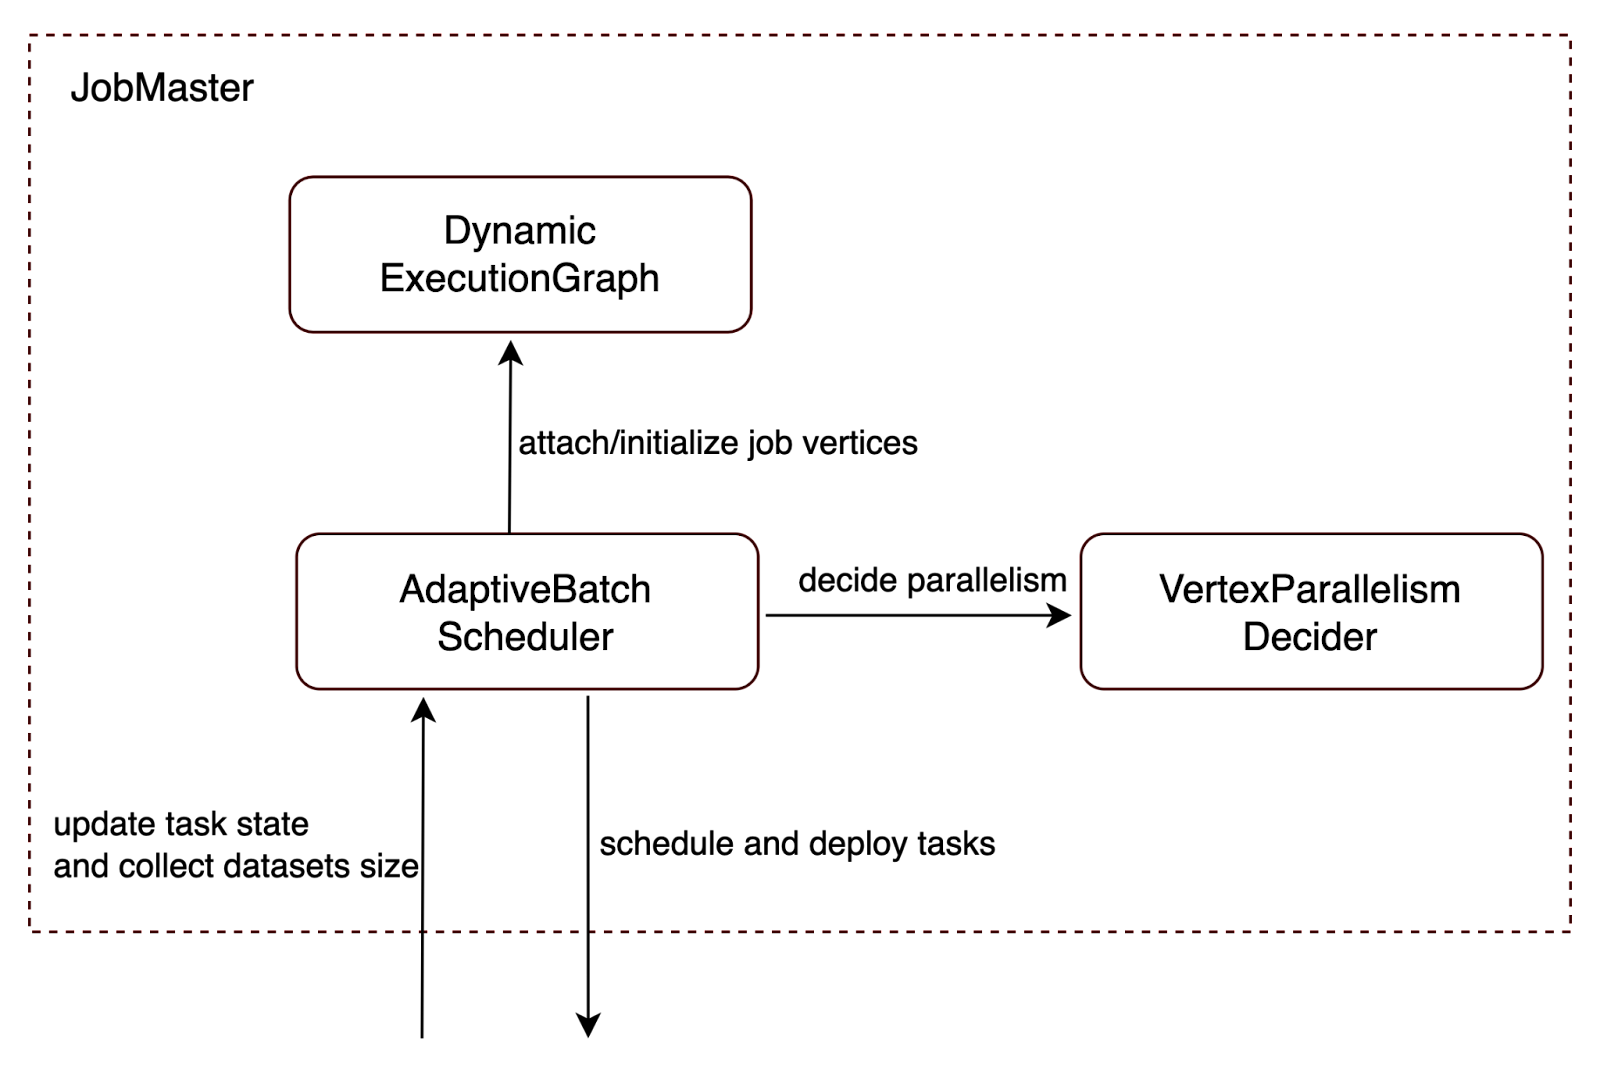 JobMaster
Dynamic
ExecutionGraph
attach/initialize job vertices
AdaptiveBatch
Scheduler
decide parallelism
VertexParallelism
Decider
update task state
and collect datasets size
schedule and deploy tasks